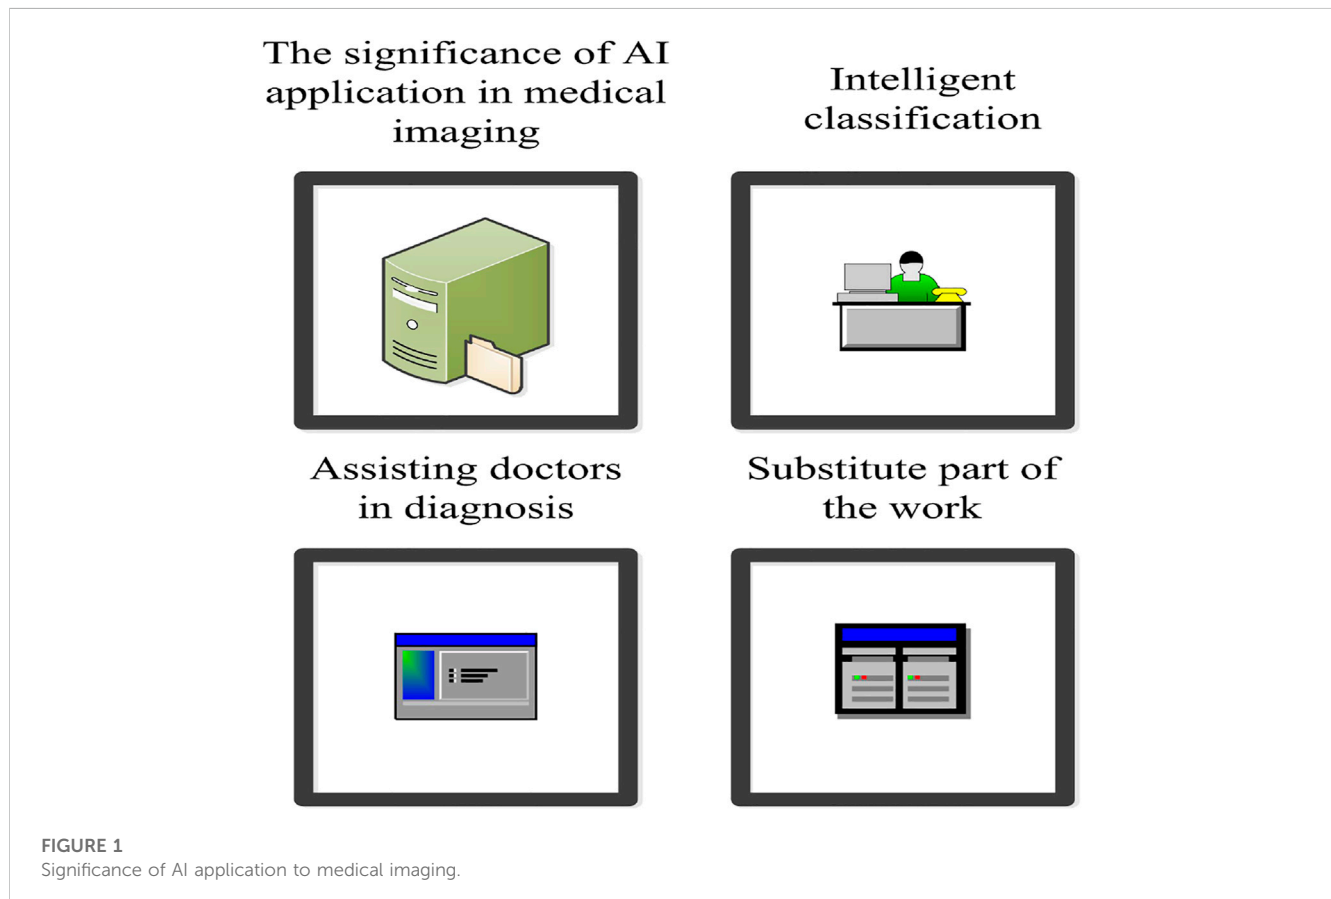 The significance of AI
application in medical
imaging
Intelligent
classification
Assisting doctors
in diagnosis
Substitute part of
the work
FIGURE 1
Significance of AI application to medical imaging.